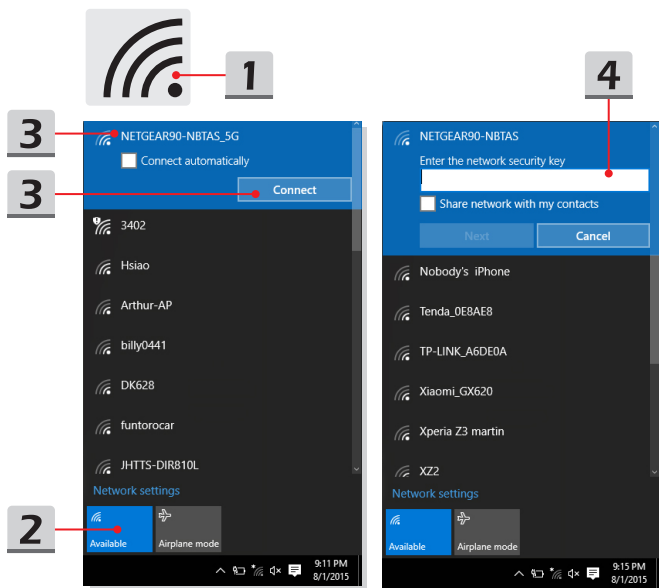 1
3
NETGEAR90-NBTAS_5G
Connect automatically
3
Connect
3402
Hsiao
Arthur-AP
billy0441
DK628
funtorocar
JHTTS-DIR810L
Network settings
2
Available
Airplane mode
9:11 PM
8/1/2015
4
NETGEAR90-NBTAS
Enter the network security key
Share network with my contacts
Next
Cancel
Nobody's iPhone
Tenda_0E8AE8
TP-LINK_A6DE0A
Xiaomi_GX620
Xperia Z3 martin
XZ2
Network settings
Available
Airplane mode
9:15 PM
8/1/2015